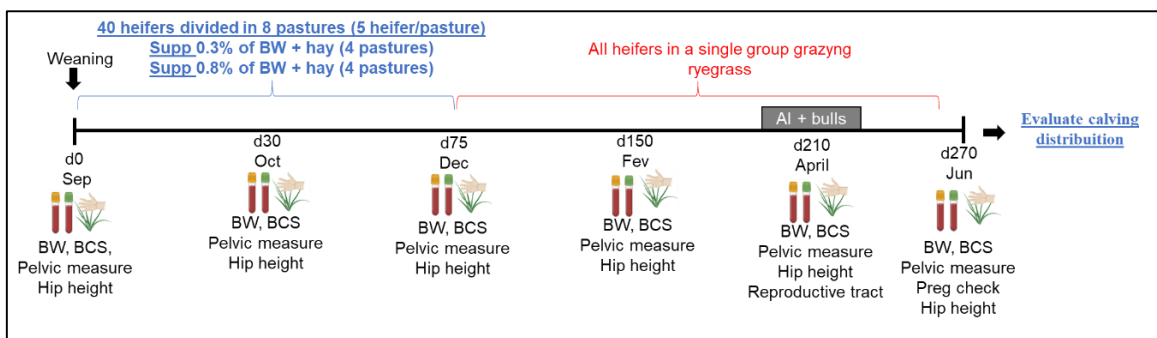 40 heifers divided in 8 pastures (5 heifer/pasture)
Supp 0.3% of BW + hay (4 pastures)
Supp 0.8% of BW + hay (4 pastures)
All heifers in a single group grazyng
ryegrass
Weaning
AI + bulls
Evaluate calving
distribuition
d0
Sep
BW, BCS,
Pelvic measure
Hip height
d30
Oct
BW, BCS
Pelvic measure
Hip height
d75
Dec
BW, BCS
Pelvic measure
Hip height
d150
Fev
BW, BCS
Pelvic measure
Hip height
d210
April
BW, BCS
Pelvic measure
Hip height
Reproductive tract
d270
Jun
BW, BCS
Pelvic measure
Preg check
Hip height